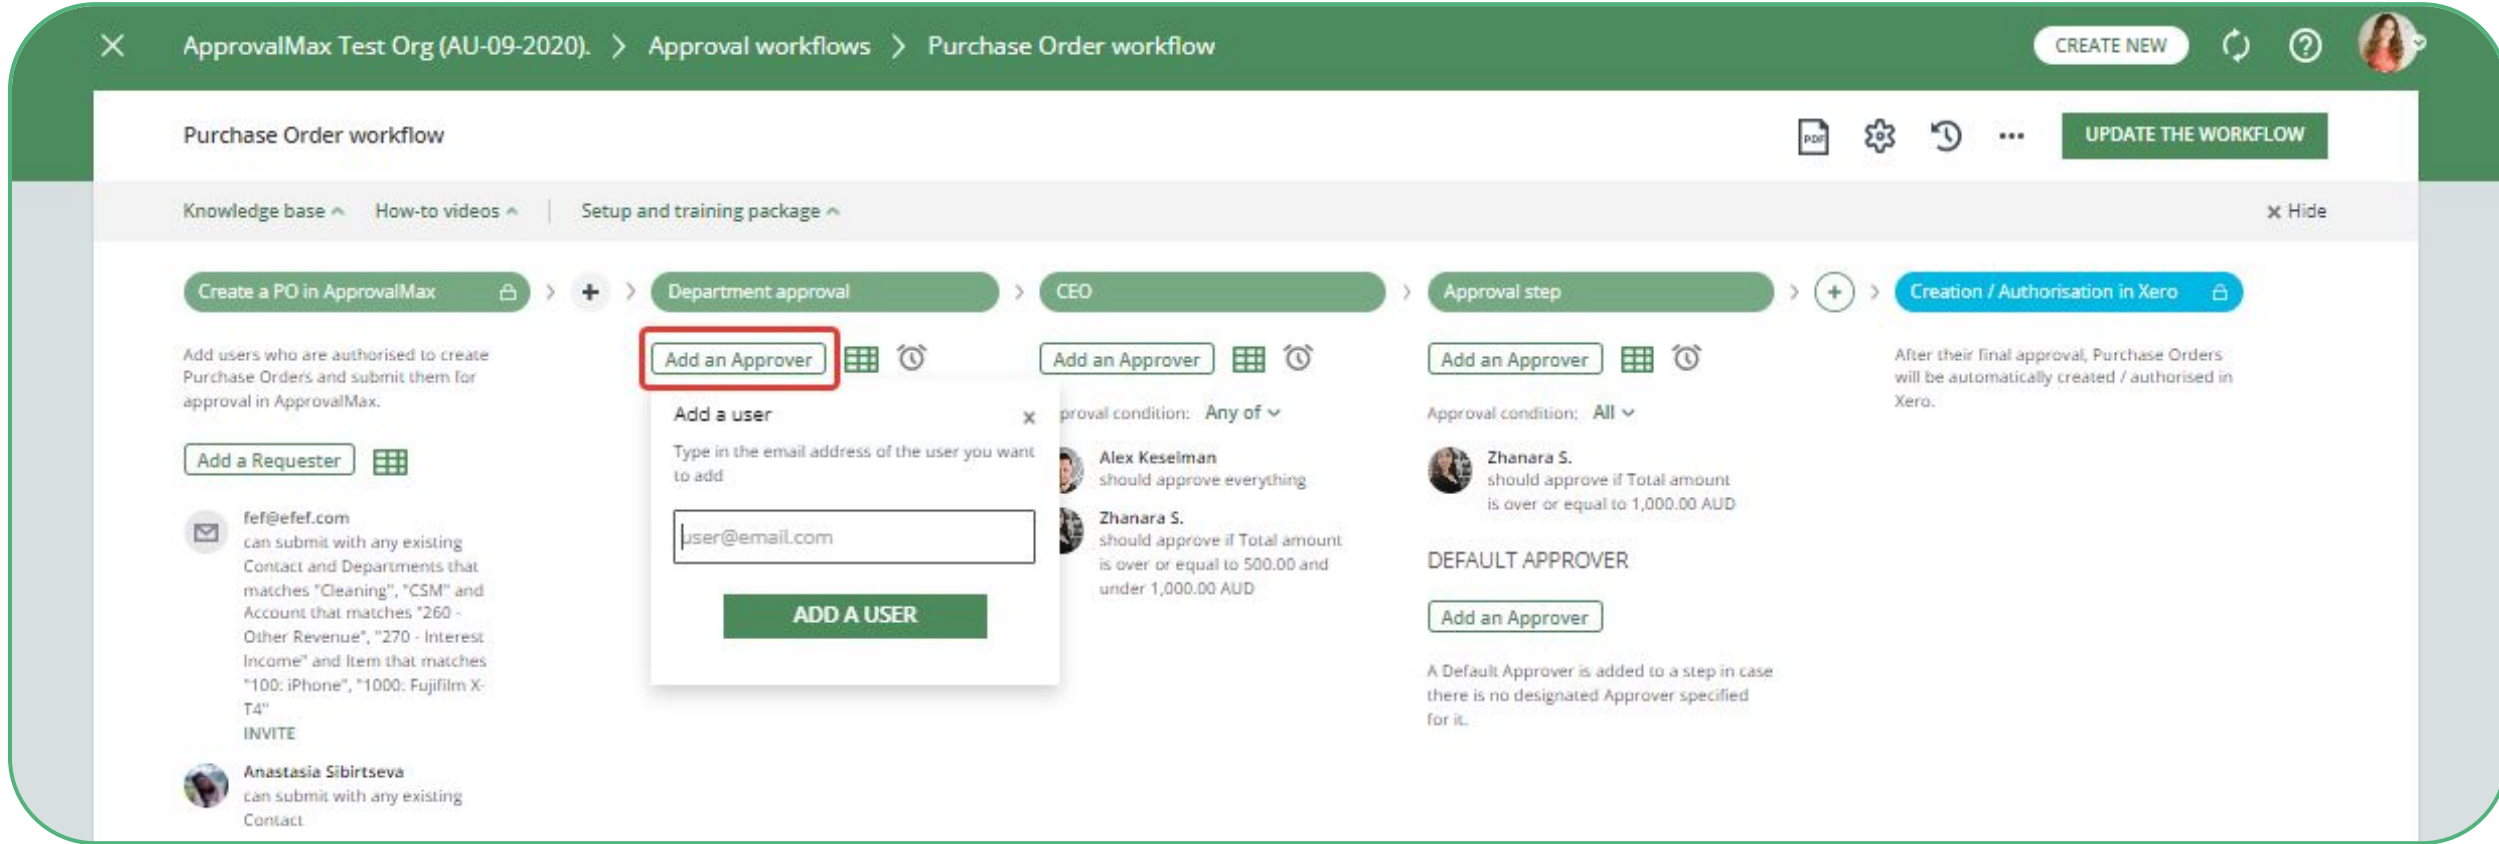 ApprovalMax Test Org (AU-09-2020). > Approval workflows > Purchase Order workflow
CREATE NEW
Purchase Order workflow
PDF
UPDATE THE WORKFLOW
Knowledge base
How-to videos
Setup and training package
Hide
Create a PO in ApprovalMax
Department approval
CEO
Approval step
Creation / Authorisation in Xero
Add users who are authorised to create
Purchase Orders and submit them for
approval in ApprovalMax.
Add a Requester
fef@efef.com
can submit with any existing
Contact and Departments that
matches "Cleaning", "CSM" and
Account that matches "260 -
Other Revenue", "270 - Interest
Income" and Item that matches
"100: iPhone", "1000: Fujifilm X-
T4"
INVITE
Anastasia Sibirtseva
can submit with any existing
Contact
Add an Approver
Add a user
Type in the email address of the user you want
to add
user@email.com
ADD A USER
Add an Approver
proval condition: Any of
Alex Keselman
should approve everything
Zhanara S.
should approve if Total amount
is over or equal to 500.00 and
under 1,000.00 AUD
Add an Approver
Approval condition: All
Zhanara S.
should approve if Total amount
is over or equal to 1,000.00 AUD
DEFAULT APPROVER
Add an Approver
A Default Approver is added to a step in case
there is no designated Approver specified
for it.
After their final approval, Purchase Orders
will be automatically created / authorised in
Xero.